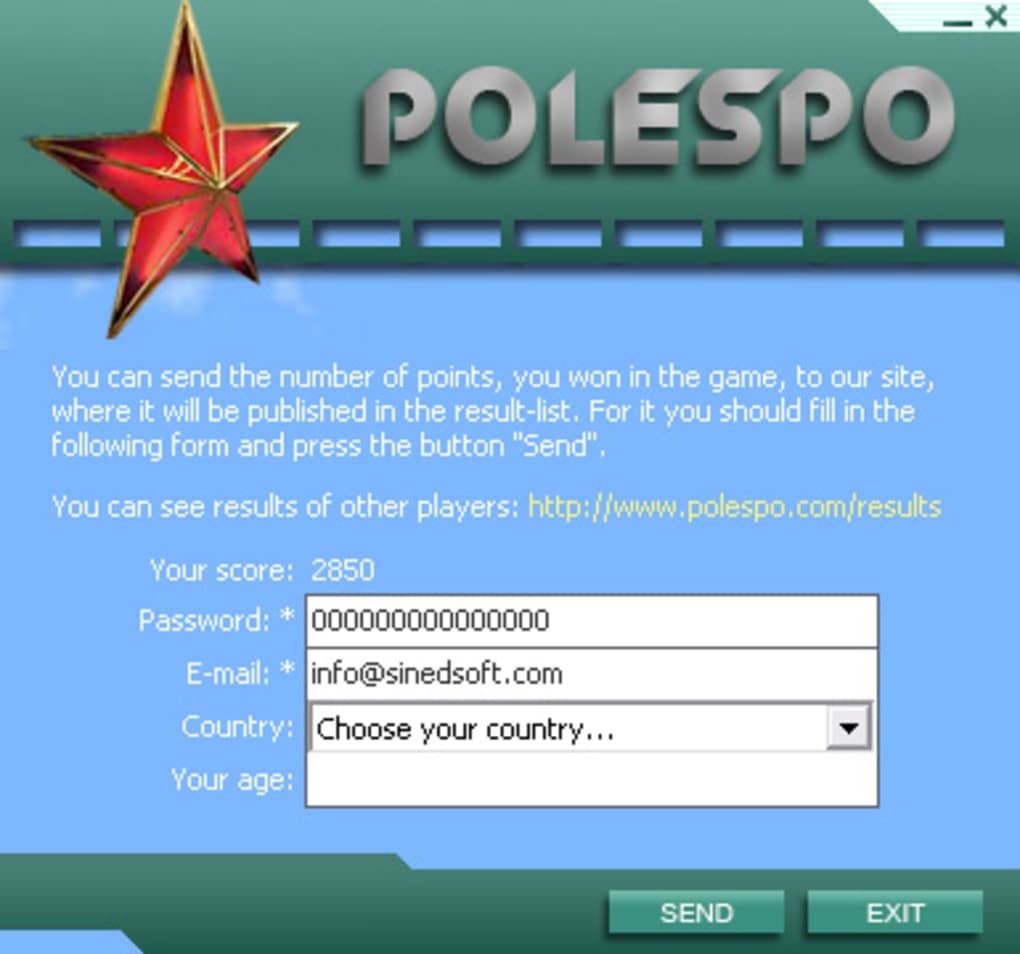 POLESPO
You can send the number of points, you won in the game, to our site,
where it will be published in the result-list. For it you should fill in the
following form and press the button "Send".
You can see results of other players: http://www.polespo.com/results
Your score: 2850
Password: * 000000000000000
E-mail: * info@sinedsoft.com
Country: Choose your country...
Your age:
SEND EXIT